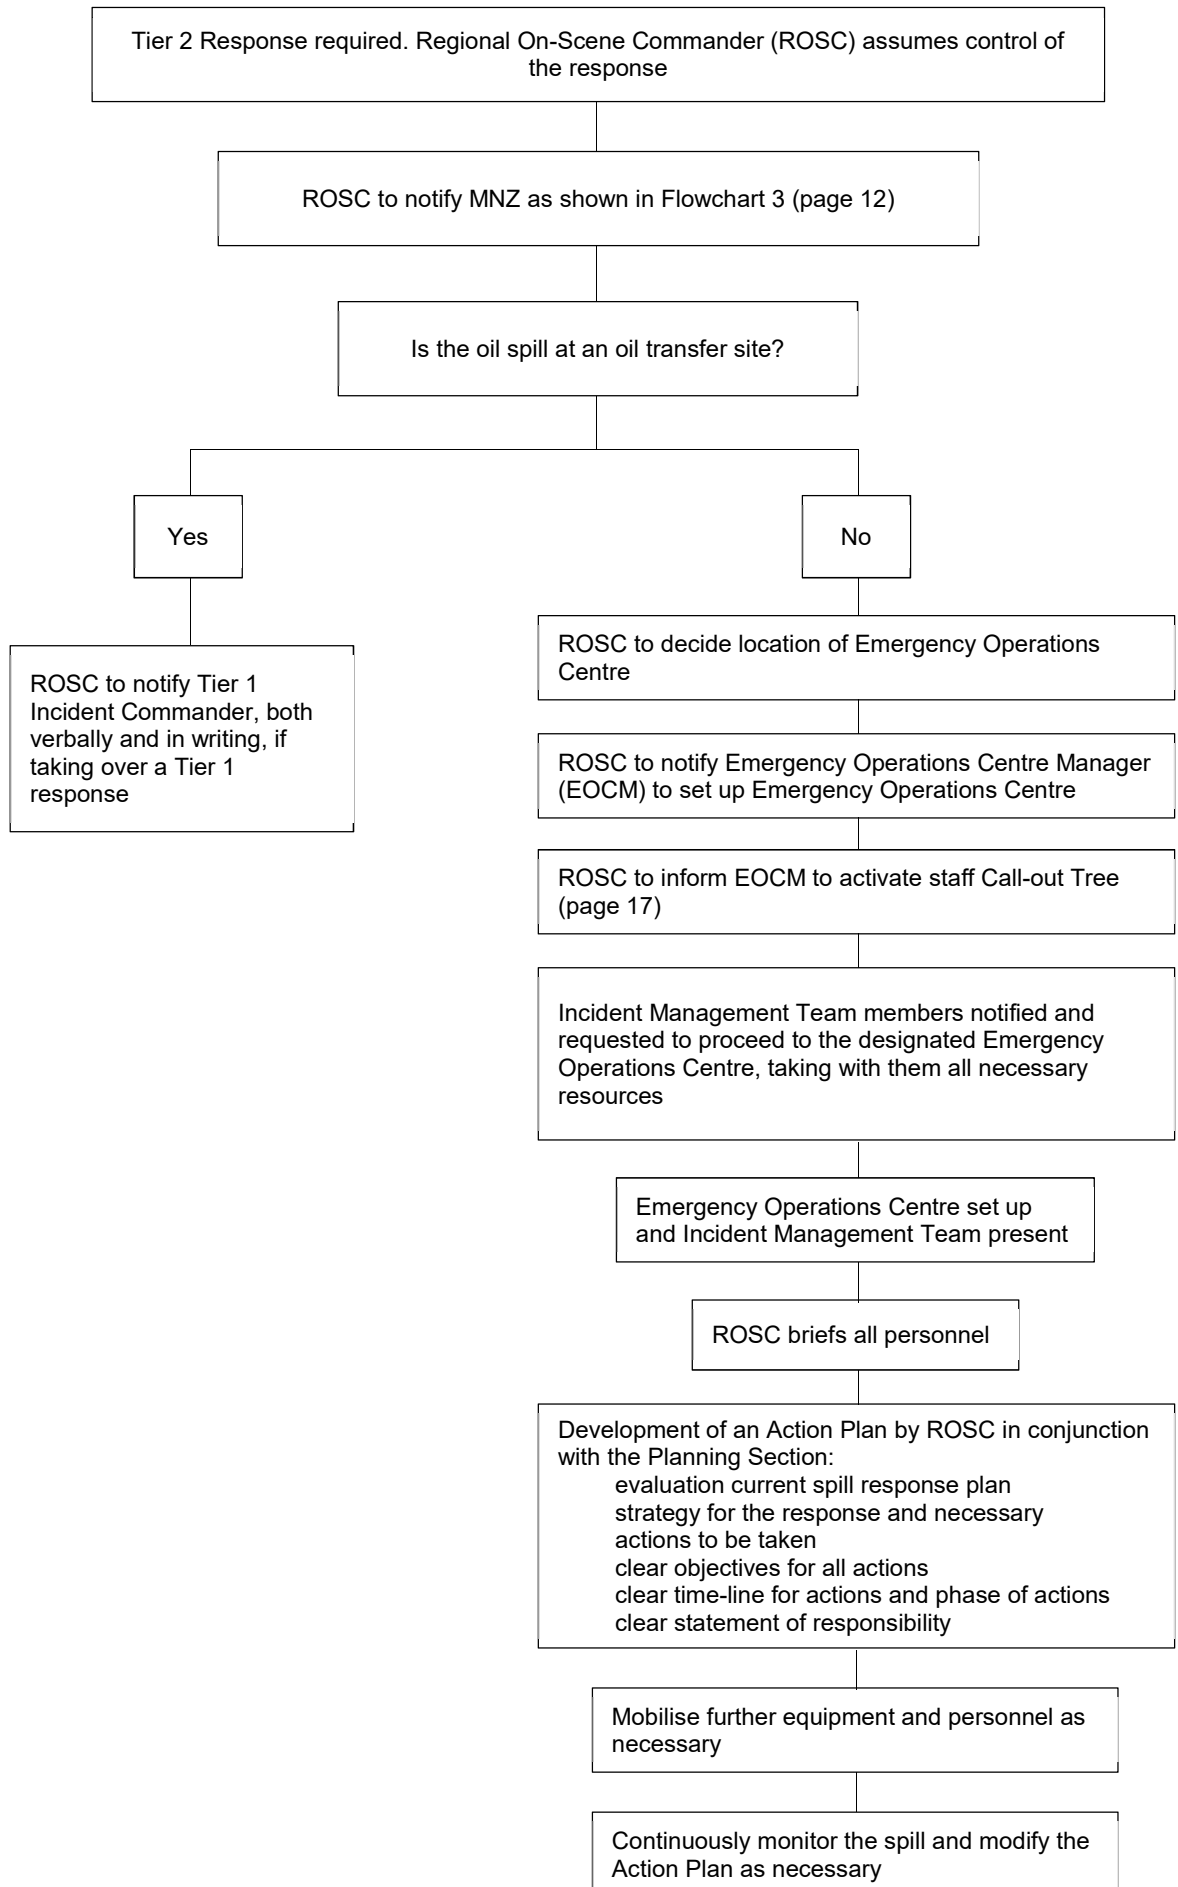 Tier 2 Response required. Regional On-Scene Commander (ROSC) assumes control of
the response
ROSC to notify MNZ as shown in Flowchart 3 (page 12)
Is the oil spill at an oil transfer site?
Yes
No
ROSC to notify Tier 1
Incident Commander, both
verbally and in writing, if
taking over a Tier 1
response
ROSC to decide location of Emergency Operations
Centre
ROSC to notify Emergency Operations Centre Manager
(EOCM) to set up Emergency Operations Centre
ROSC to inform EOCM to activate staff Call-out Tree
(page 17)
Incident Management Team members notified and
requested to proceed to the designated Emergency
Operations Centre, taking with them all necessary
resources
Emergency Operations Centre set up
and Incident Management Team present
ROSC briefs all personnel
Development of an Action Plan by ROSC in conjunction
with the Planning Section:
evaluation current spill response plan
strategy for the response and necessary
actions to be taken
clear objectives for all actions
clear time-line for actions and phase of actions
clear statement of responsibility
Mobilise further equipment and personnel as
necessary
Continuously monitor the spill and modify the
Action Plan as necessary